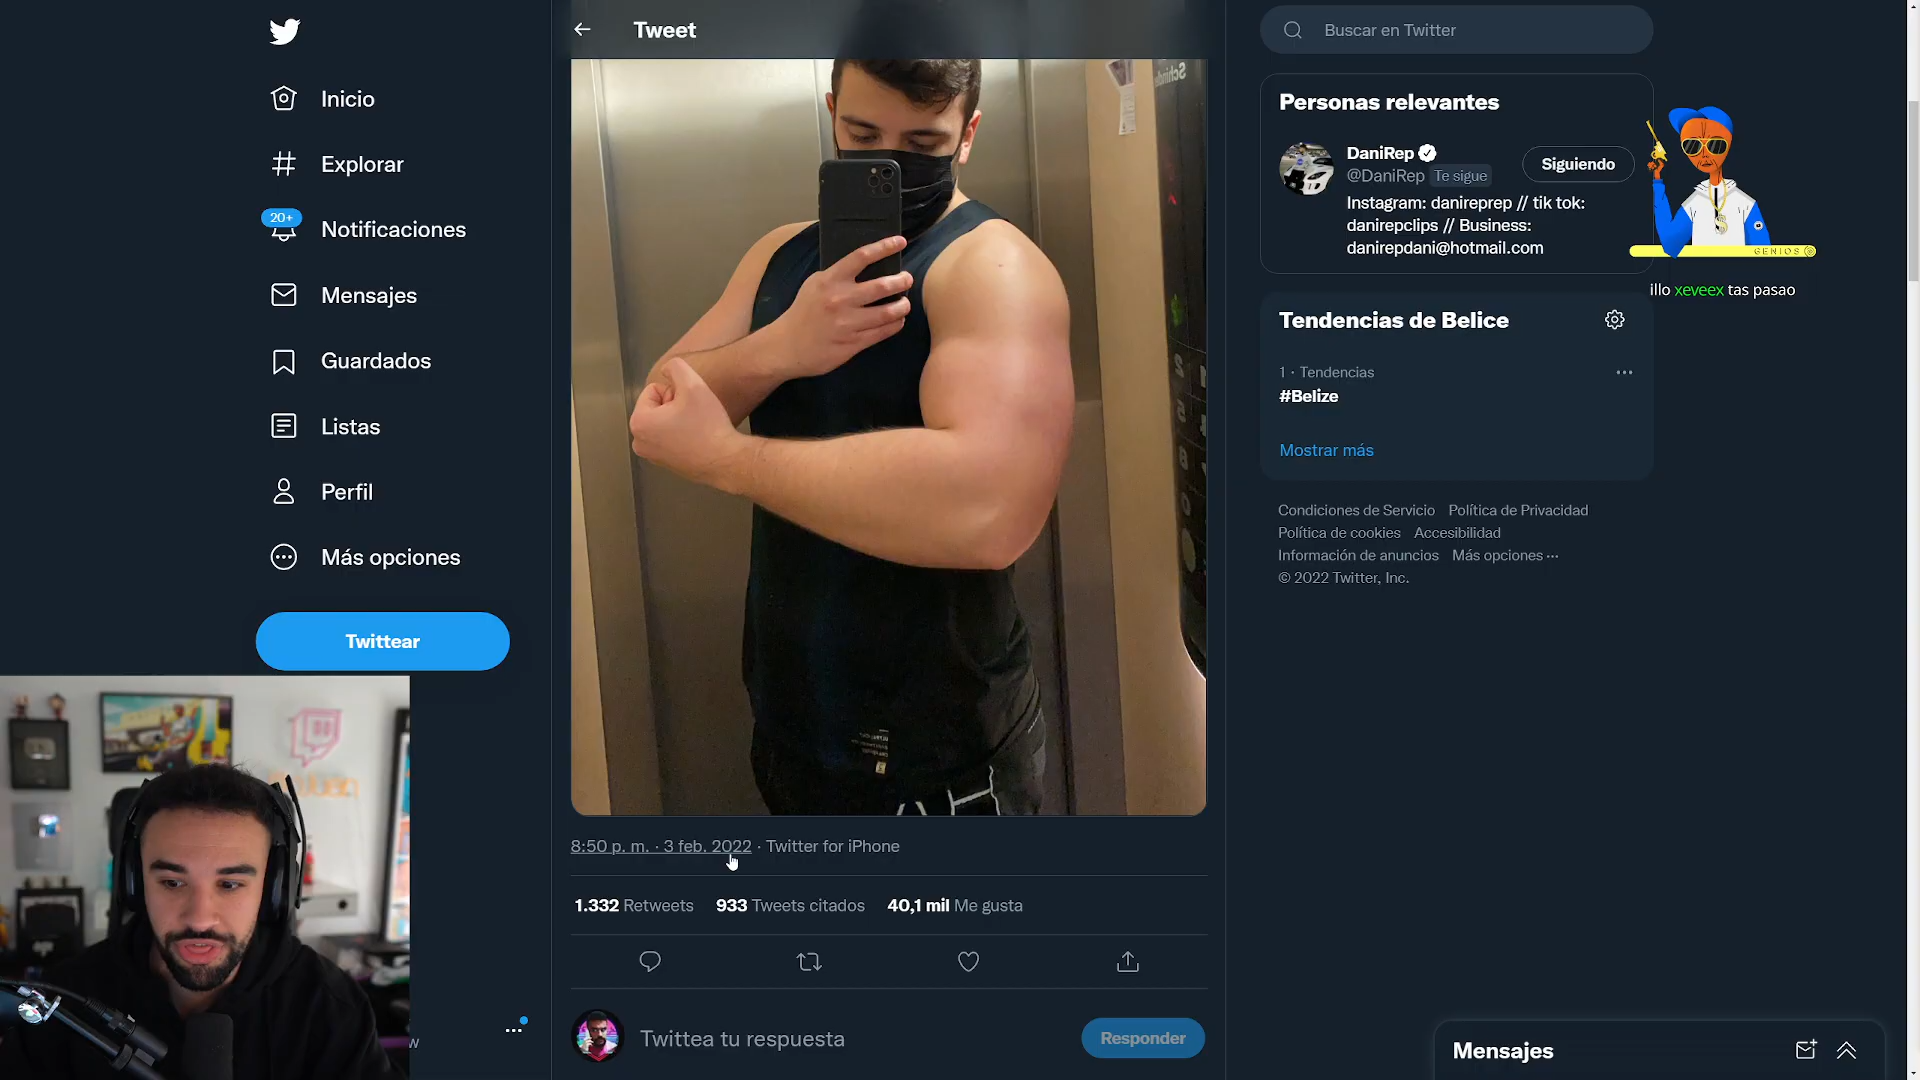 Tweet
Inicio
Explorar
20+
Notificaciones
Mensajes
Guardados
Listas
Perfil
Más opciones
Twittear
Schind
8:50 p. m. · 3 feb. 2022 · Twitter for iPhone
1.332 Retweets 933 Tweets citados 40,1 mil Me gusta
Twittea tu respuesta
Responder
Buscar en Twitter
Personas relevantes
DaniRep
@DaniRep Te sigue
Siguiendo
Instagram: danireprep // tik tok:
danirepclips // Business:
danirepdani@hotmail.com
GENIOS
illo xeveex tas pasao
Tendencias de Belice
1 · Tendencias
#Belize
Mostrar más
Condiciones de Servicio Política de Privacidad
Política de cookies Accesibilidad
Información de anuncios Más opciones ···
© 2022 Twitter, Inc.
Mensajes